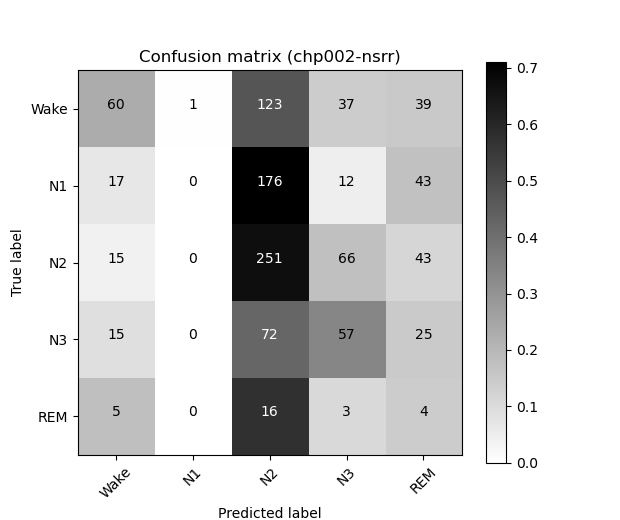 Confusion matrix (chp002-nsrr)
Wake 60 1 123 37 39
N1 17 0 176 12 43
N2 15 0 251 66 43
N3 15 0 72 57 25
REM 5 0 16 3 4
Wake N1 N2 N3 REM
True label
Predicted label
0.7
0.6
0.5
0.4
0.3
0.2
0.1
0.0